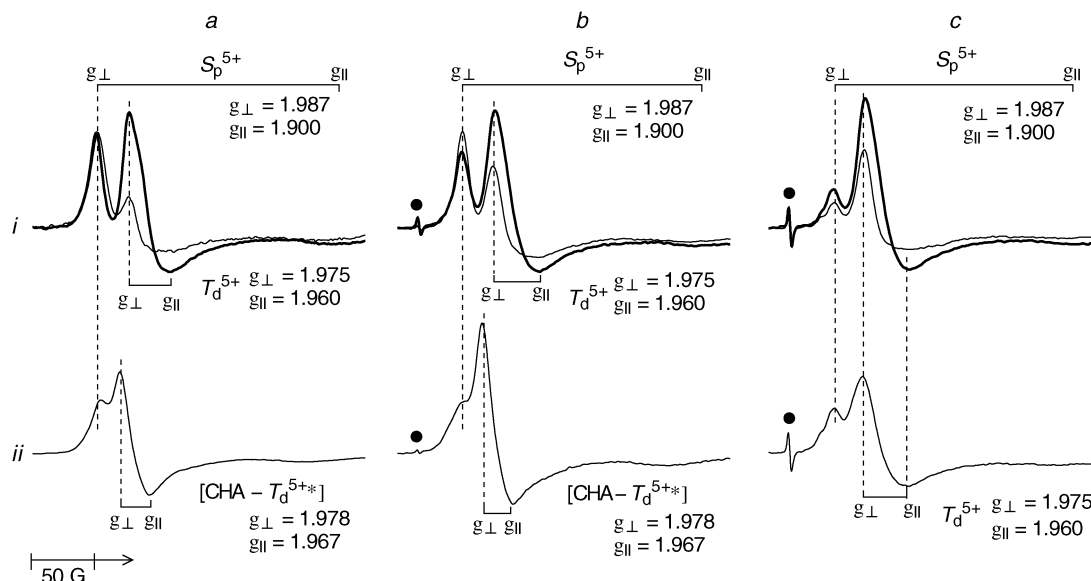 a b c
Sp5+ Sp5+ Sp5+
g⊥ g|| g⊥ g|| g⊥ g||
g⊥ = 1.987 g⊥ = 1.987 g⊥ = 1.987
g|| = 1.900 g|| = 1.900 g|| = 1.900
i
Td5+ g⊥ = 1.975 Td5+ g⊥ = 1.975
g⊥ g|| g|| = 1.960 g⊥ g|| g|| = 1.960
ii
[CHA – Td5+*] [CHA – Td5+*]
g⊥ g|| g⊥ g|| g⊥ g|| Td5+ g⊥ = 1.975
g⊥ = 1.978 g⊥ = 1.978 g|| = 1.960
g|| = 1.967 g|| = 1.967
50 G